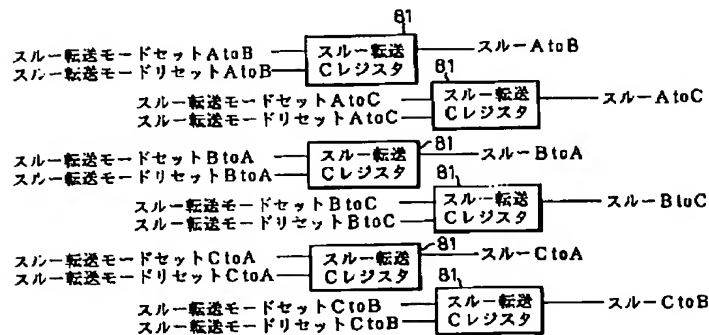 81
スルー転送モードセットAtoB
スルー転送モードリセットAtoB
スルー転送
Cレジスタ
スルーAtoB
81
スルー転送モードセットAtoC
スルー転送モードリセットAtoC
スルー転送
Cレジスタ
スルーAtoC
81
スルー転送モードセットBtoA
スルー転送モードリセットBtoA
スルー転送
Cレジスタ
スルーBtoA
81
スルー転送モードセットBtoC
スルー転送モードリセットBtoC
スルー転送
Cレジスタ
スルーBtoC
81
スルー転送モードセットCtoA
スルー転送モードリセットCtoA
スルー転送
Cレジスタ
スルーCtoA
81
スルー転送モードセットCtoB
スルー転送モードリセットCtoB
スルー転送
Cレジスタ
スルーCtoB